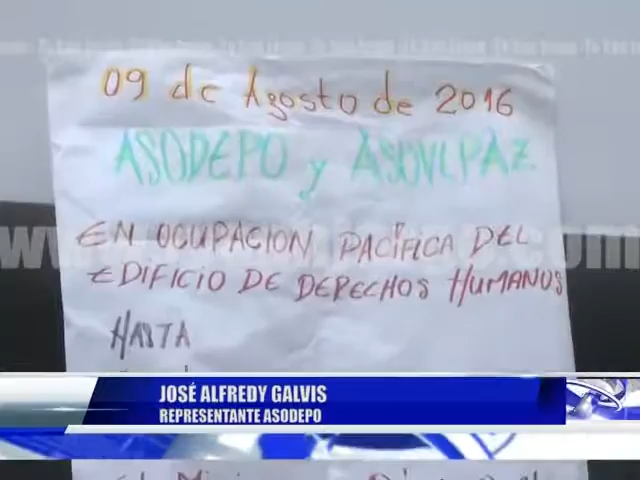 09 de Agosto de 2016
ASODEPO y ASOVLPAZ
EN OCUPACION PACÍFICA DEL
EDIFICIO DE DERECHOS HUMANOS
HASTA
JOSÉ ALFREDY GALVIS
REPRESENTANTE ASODEPO